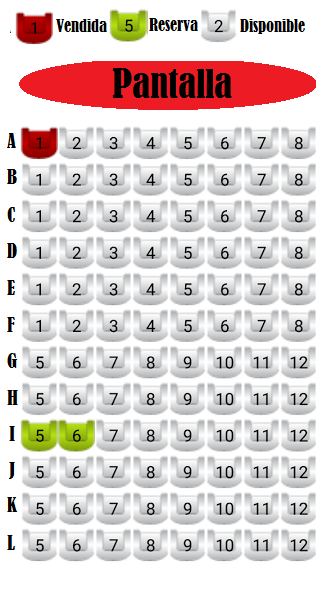 1 Vendida 5 Reserva 2 Disponible
Pantalla
A 1 2 3 4 5 6 7 8
B 1 2 3 4 5 6 7 8
C 1 2 3 4 5 6 7 8
D 1 2 3 4 5 6 7 8
E 1 2 3 4 5 6 7 8
F 1 2 3 4 5 6 7 8
G 5 6 7 8 9 10 11 12
H 5 6 7 8 9 10 11 12
I 5 6 7 8 9 10 11 12
J 5 6 7 8 9 10 11 12
K 5 6 7 8 9 10 11 12
L 5 6 7 8 9 10 11 12